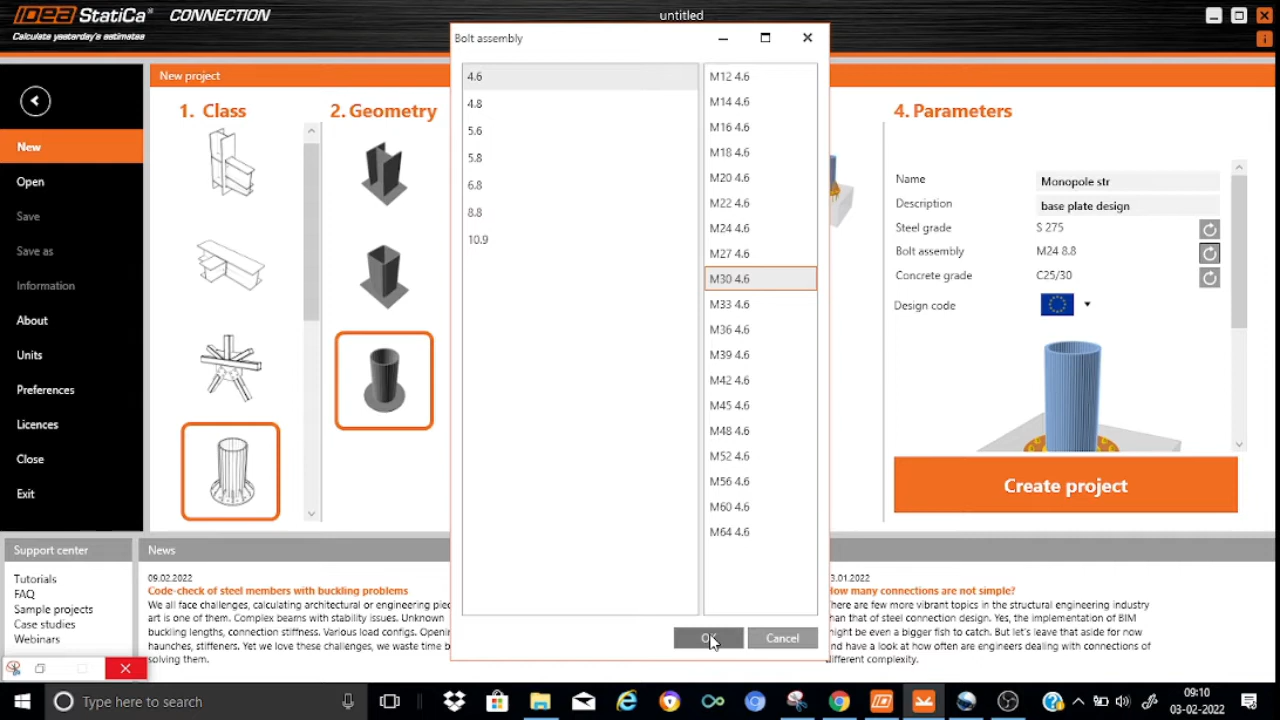 IDEA StatiCa® CONNECTION
Calculate yesterday's estimates
untitled
New project
1. Class
2. Geometry
4. Parameters
New
Open
Save
Save as
Information
About
Units
Preferences
Licences
Close
Exit
Bolt assembly
4.6
4.8
5.6
5.8
6.8
8.8
10.9
M12 4.6
M14 4.6
M16 4.6
M18 4.6
M20 4.6
M22 4.6
M24 4.6
M27 4.6
M30 4.6
M33 4.6
M36 4.6
M39 4.6
M42 4.6
M45 4.6
M48 4.6
M52 4.6
M56 4.6
M60 4.6
M64 4.6
OK
Cancel
Name Monopole str
Description base plate design
Steel grade S 275
Bolt assembly M24 8.8
Concrete grade C25/30
Design code
Create project
Support center
Tutorials
FAQ
Sample projects
Case studies
Webinars
News
09.02.2022
Code-check of steel members with buckling problems
We all face challenges, calculating architectural or engineering
art is one of them. Complex beams with stability issues. Unknown
buckling lengths, connection stiffness. Various load configs.
haunches, stiffeners. Yet we love these challenges, we waste time
solving them.
3.01.2022
How many connections are not simple?
There are few more vibrant topics in the structural engineering industry
than that of steel connection design. Yes, the implementation of BIM
might be even a bigger fish to catch. But let's leave that aside for now
and have a look at how often are engineers dealing with connections of
different complexity.
Type here to search
09:10
03-02-2022